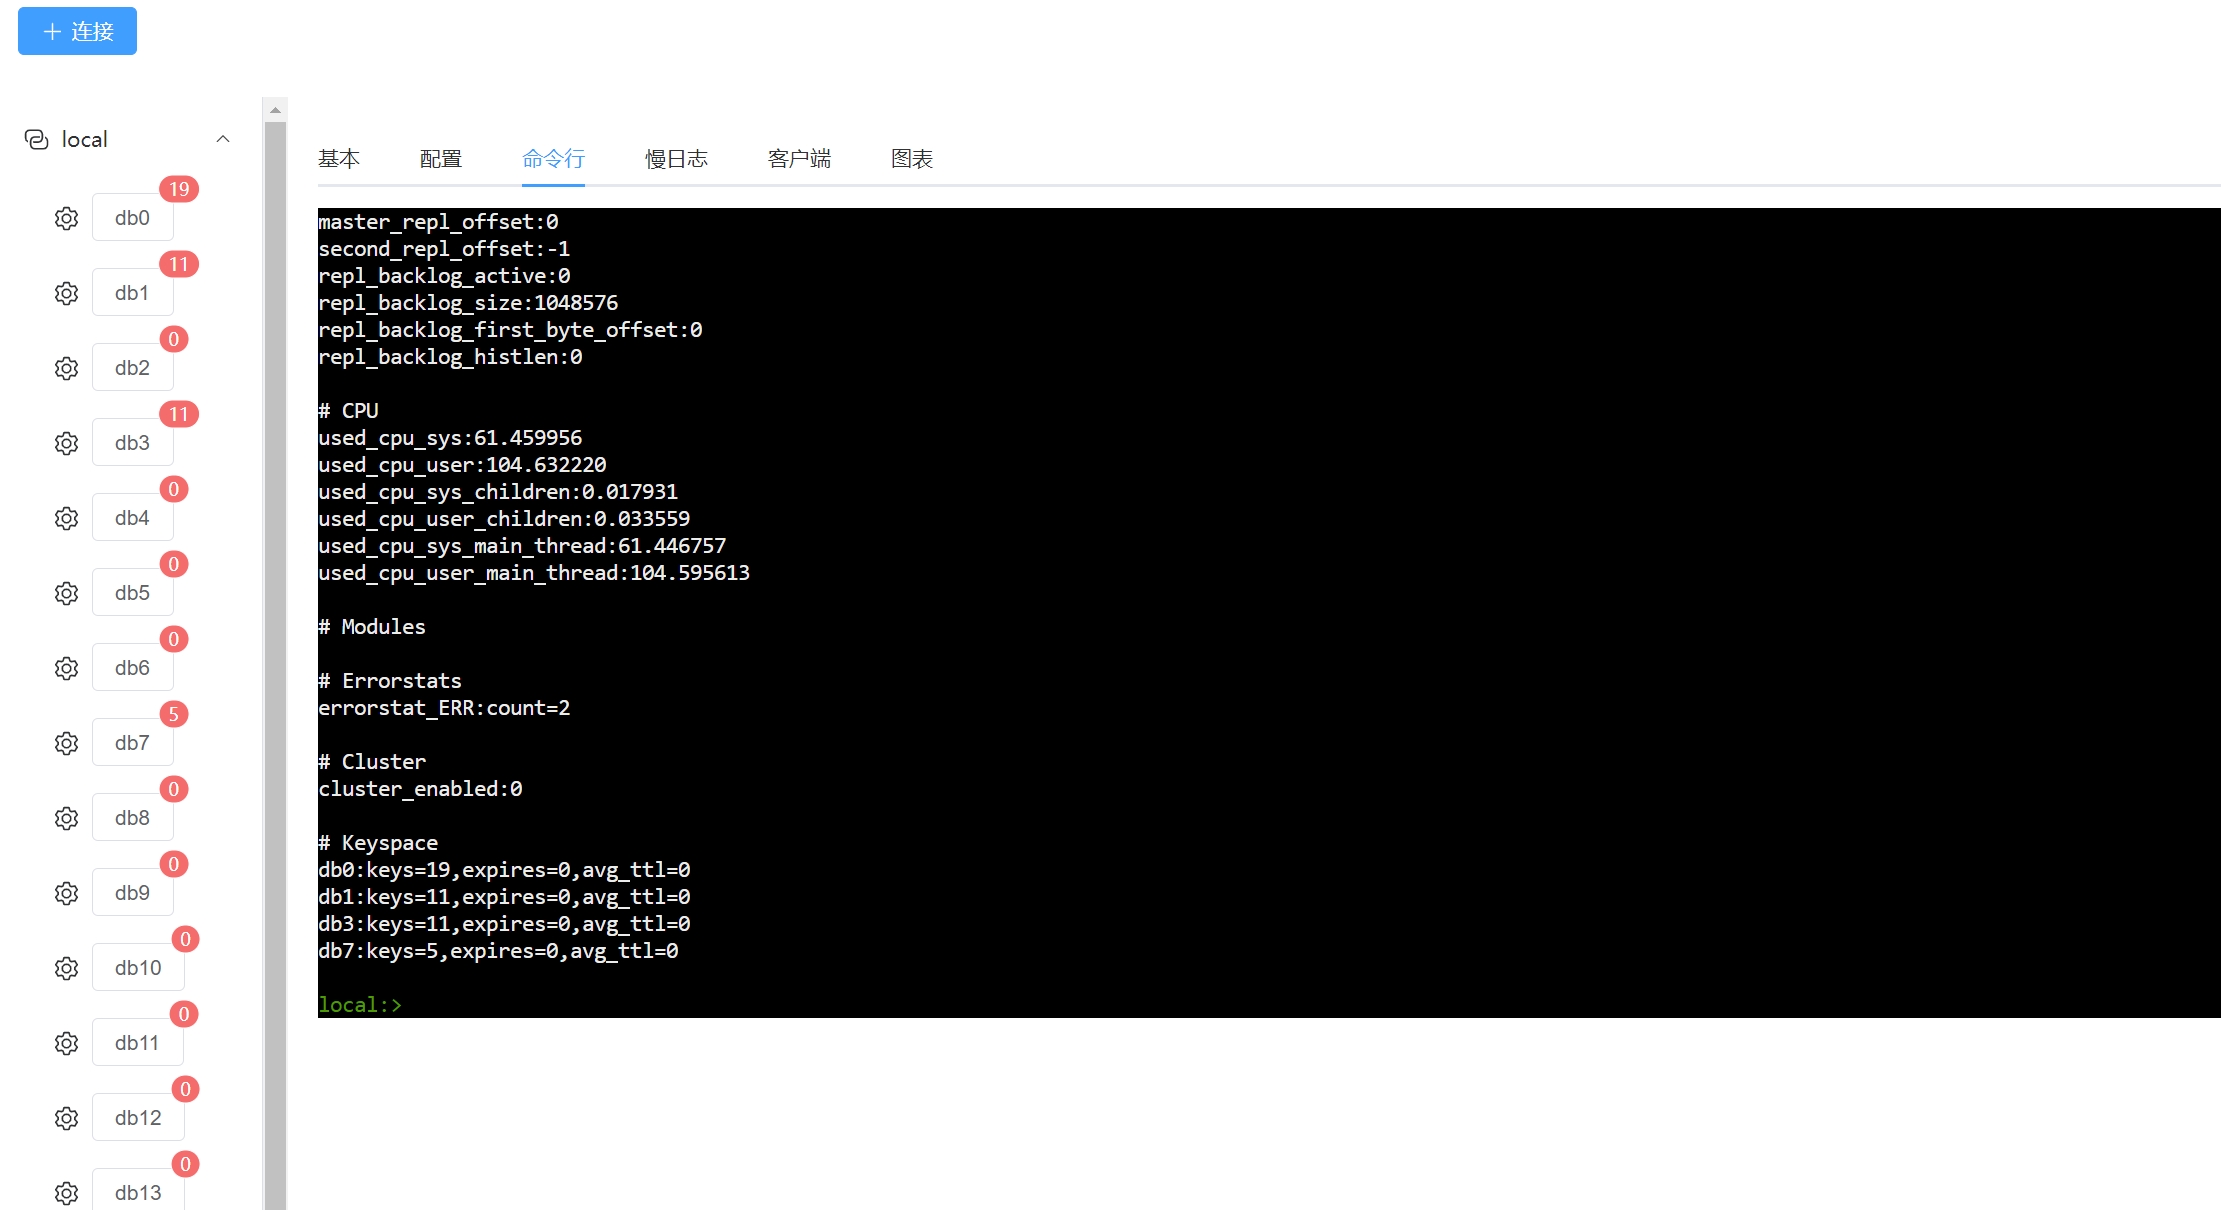 连接
local
19
db0
11
db1
0
db2
11
db3
0
db4
0
db5
0
db6
5
db7
0
db8
0
db9
0
db10
0
db11
0
db12
0
db13
基本 配置 命令行 慢日志 客户端 图表
master_repl_offset:0
second_repl_offset:-1
repl_backlog_active:0
repl_backlog_size:1048576
repl_backlog_first_byte_offset:0
repl_backlog_histlen:0
# CPU
used_cpu_sys:61.459956
used_cpu_user:104.632220
used_cpu_sys_children:0.017931
used_cpu_user_children:0.033559
used_cpu_sys_main_thread:61.446757
used_cpu_user_main_thread:104.595613
# Modules
# Errorstats
errorstat_ERR:count=2
# Cluster
cluster_enabled:0
# Keyspace
db0:keys=19,expires=0,avg_ttl=0
db1:keys=11,expires=0,avg_ttl=0
db3:keys=11,expires=0,avg_ttl=0
db7:keys=5,expires=0,avg_ttl=0
local:>